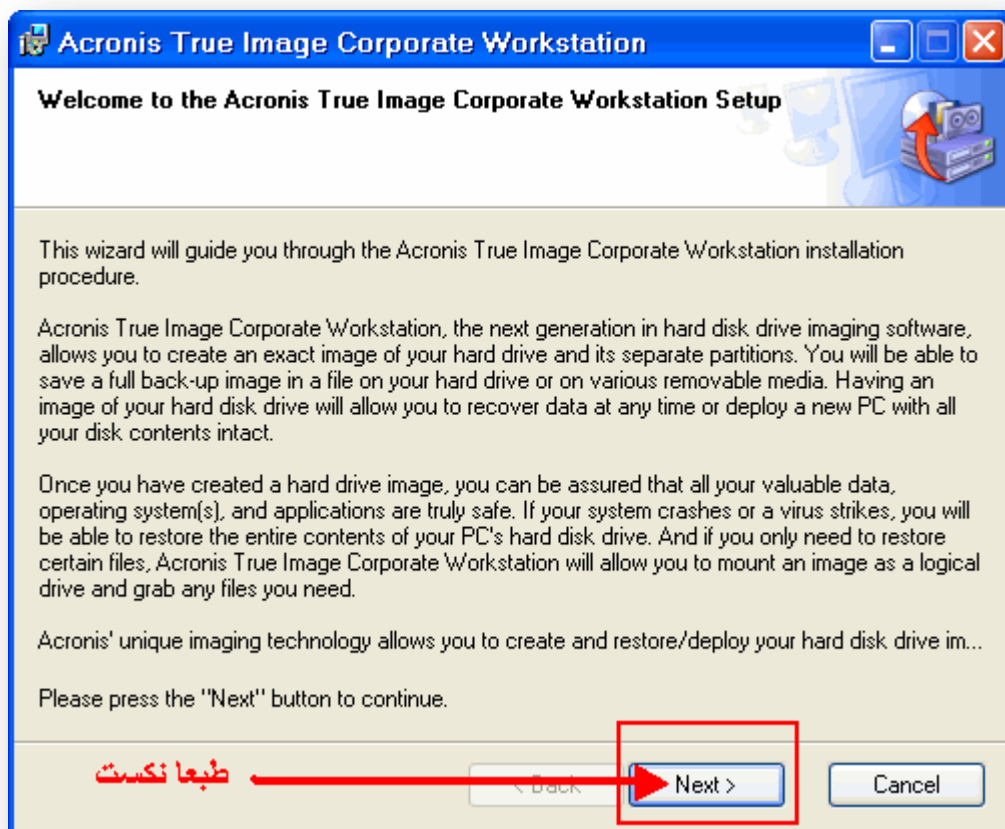 Acronis True Image Corporate Workstation
Welcome to the Acronis True Image Corporate Workstation Setup
This wizard will guide you through the Acronis True Image Corporate Workstation installation
procedure.
Acronis True Image Corporate Workstation, the next generation in hard disk drive imaging software,
allows you to create an exact image of your hard drive and its separate partitions. You will be able to
save a full back-up image in a file on your hard drive or on various removable media. Having an
image of your hard disk drive will allow you to recover data at any time or deploy a new PC with all
your disk contents intact.
Once you have created a hard drive image, you can be assured that all your valuable data,
operating system(s), and applications are truly safe. If your system crashes or a virus strikes, you will
be able to restore the entire contents of your PC's hard disk drive. And if you only need to restore
certain files, Acronis True Image Corporate Workstation will allow you to mount an image as a logical
drive and grab any files you need.
Acronis' unique imaging technology allows you to create and restore/deploy your hard disk drive im...
Please press the "Next" button to continue.
طبعا نكست
< Back
Next >
Cancel